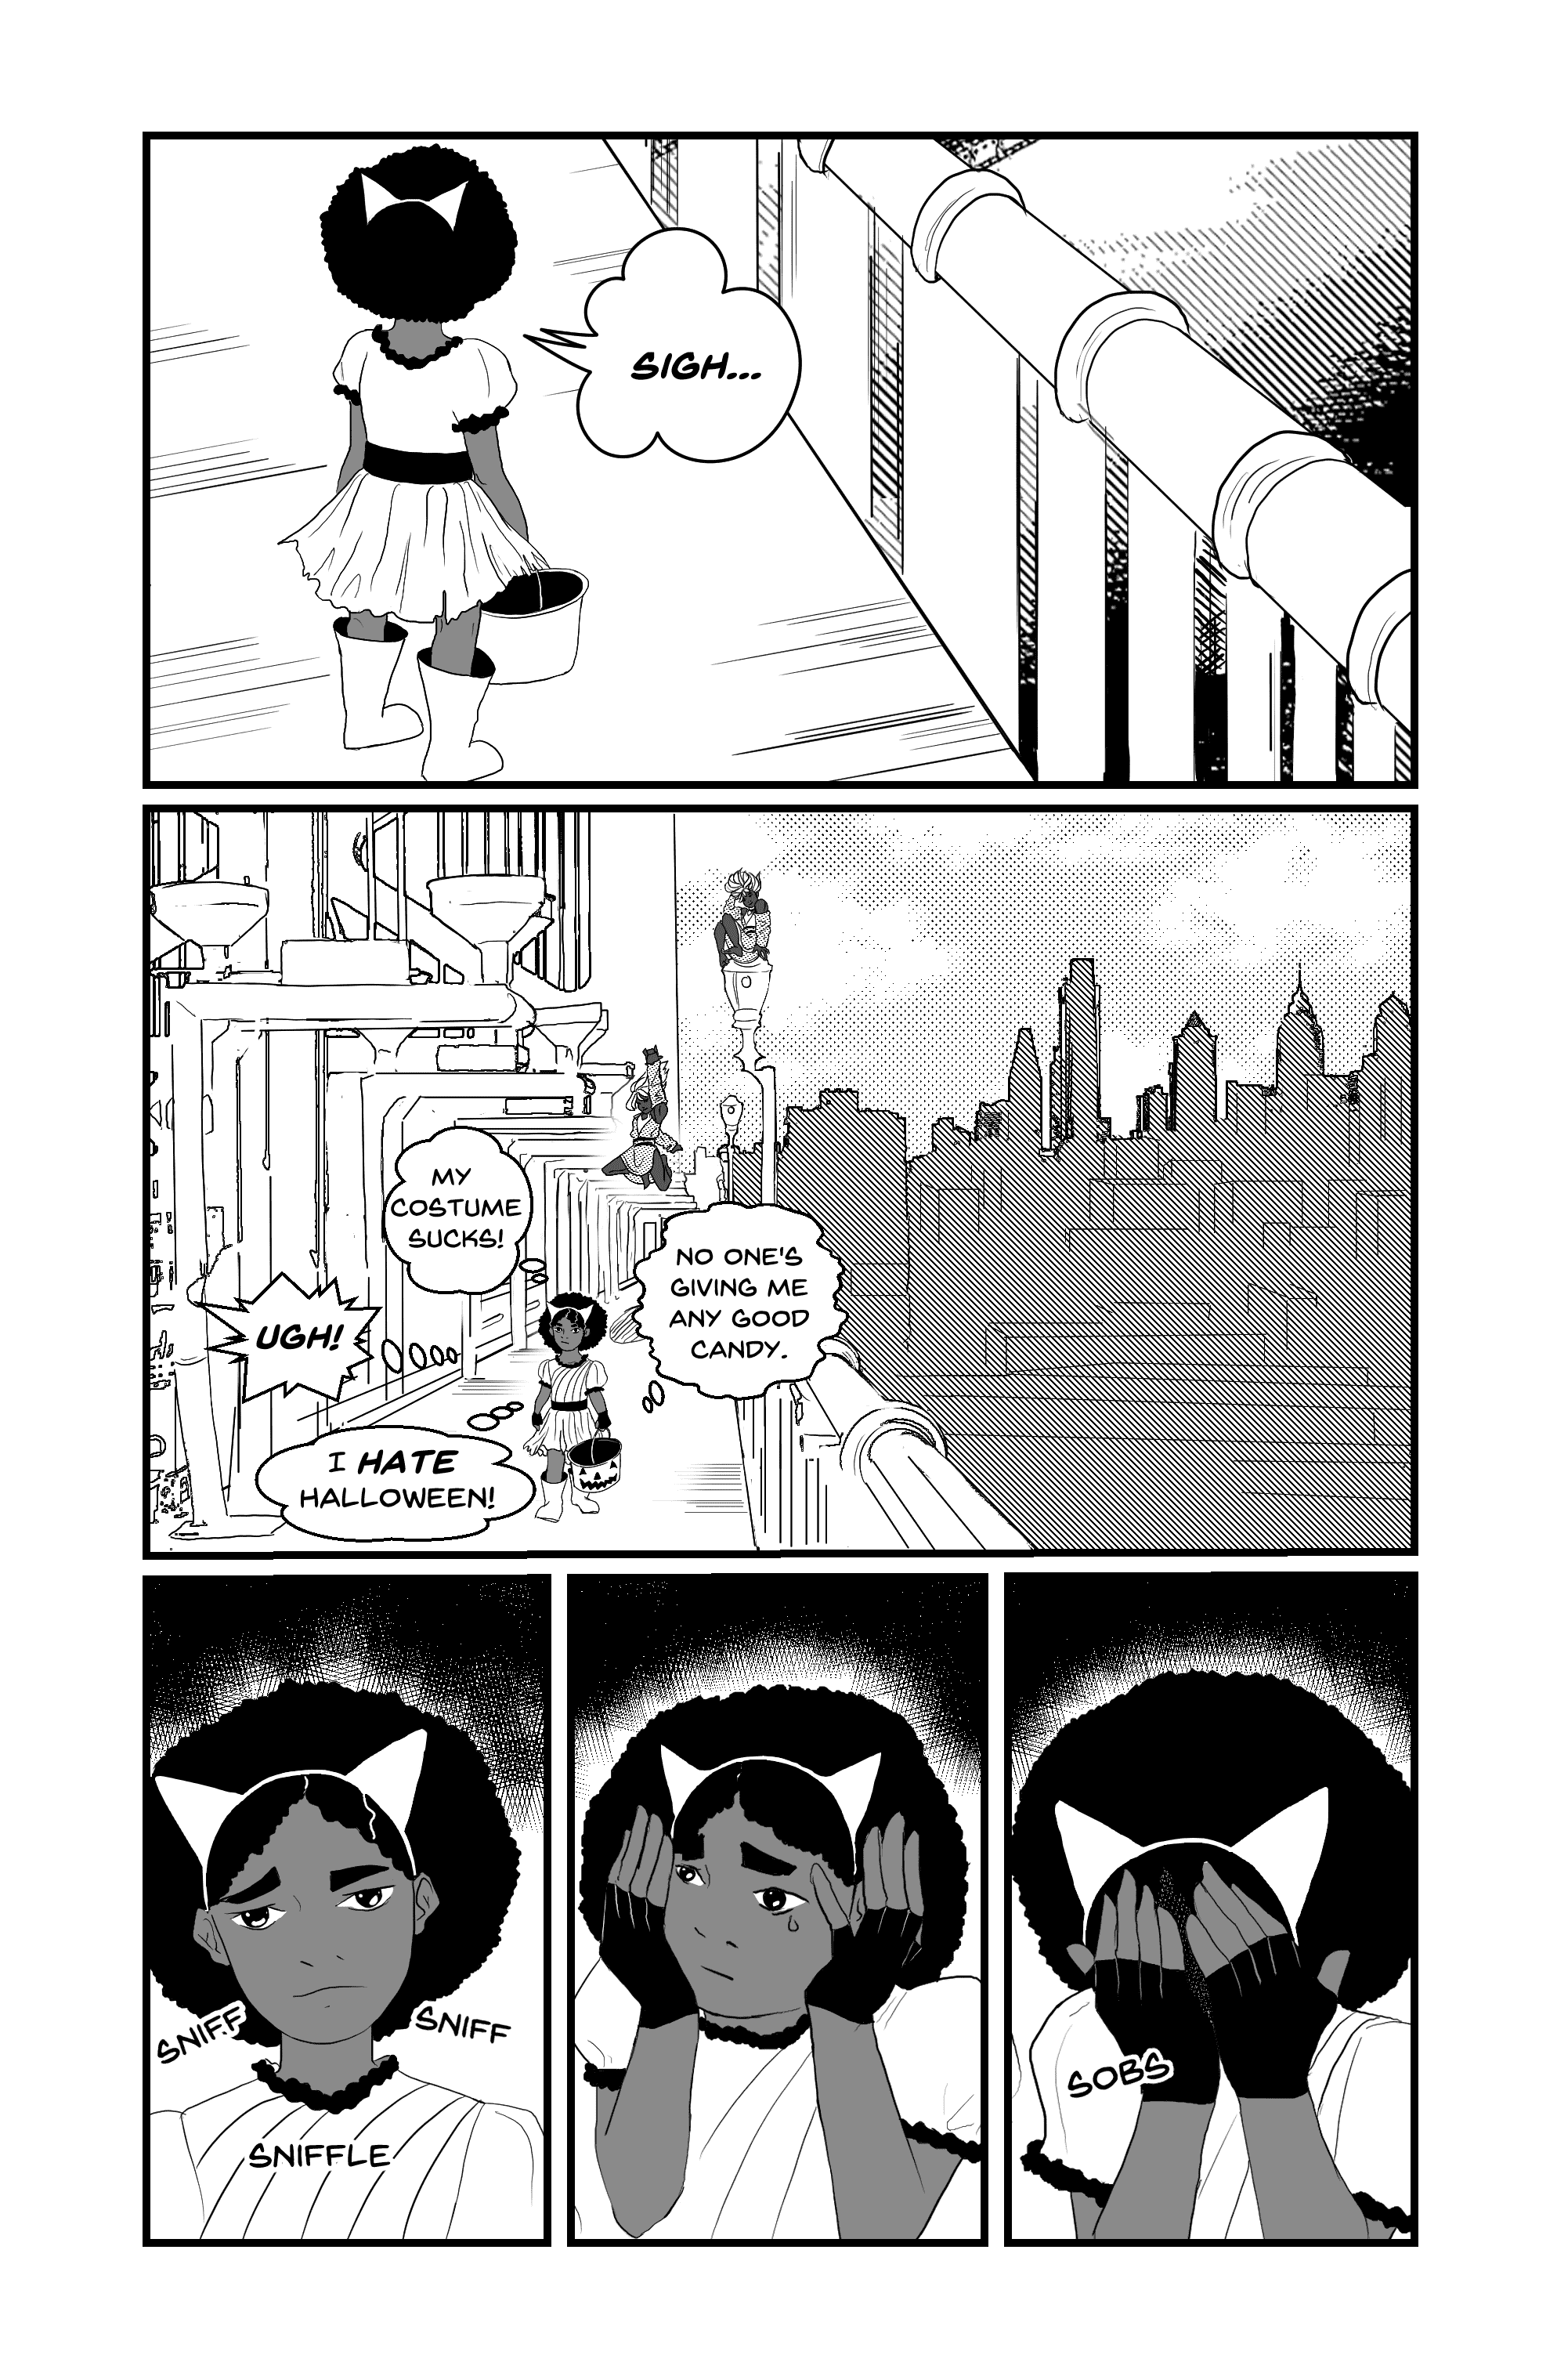 SIGH...
MY
COSTUME
SUCKS!
NO ONE'S
GIVING ME
ANY GOOD
CANDY.
UGH!
I HATE
HALLOWEEN!
SNIFF
SNIFF
SNIFFLE
SOBS